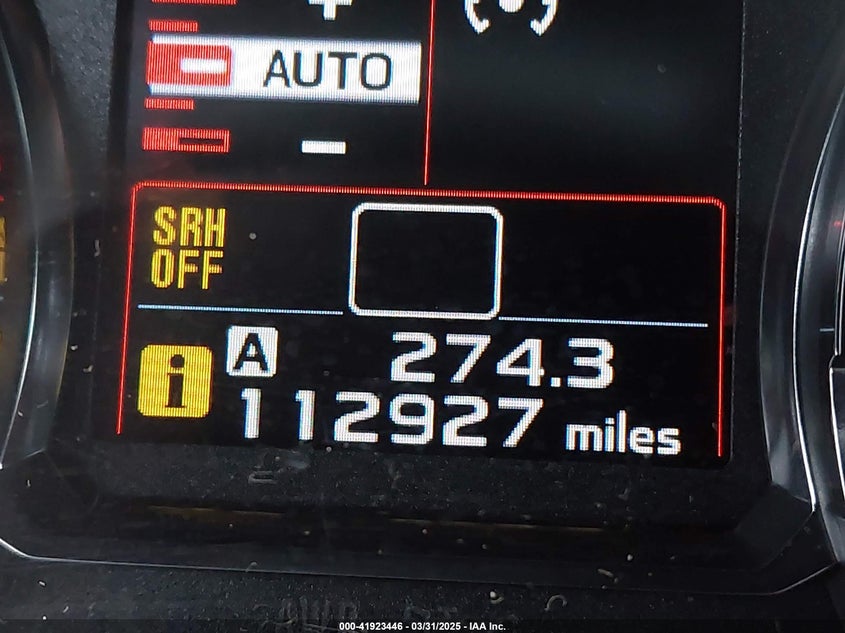 +
AUTO
-
SRH
OFF
i
A 274.3
112927 miles
000-41923446 - 03/31/2025 - IAA Inc.